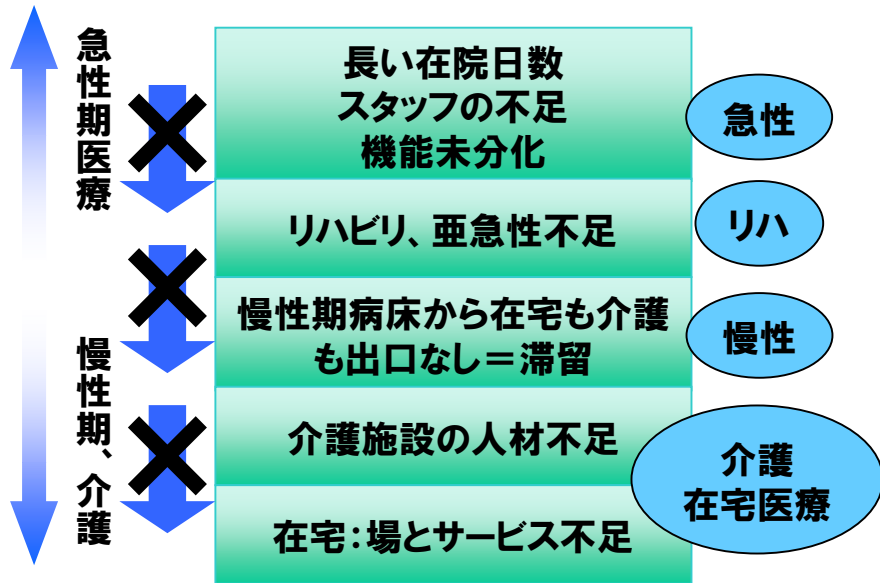 急性期医療
慢性期、介護
長い在院日数
スタッフの不足
機能未分化
急性
リハビリ、亜急性不足
リハ
慢性期病床から在宅も介護
も出口なし＝滞留
慢性
介護施設の人材不足
介護
在宅医療
在宅：場とサービス不足